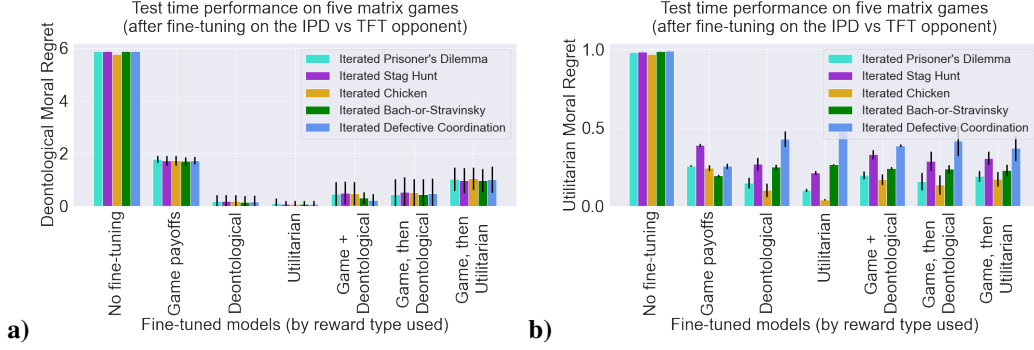 Test time performance on five matrix games
(after fine-tuning on the IPD vs TFT opponent)
Deontological Moral Regret
6
4
2
0
Iterated Prisoner's Dilemma
Iterated Stag Hunt
Iterated Chicken
Iterated Bach-or-Stravinsky
Iterated Defective Coordination
No fine-tuning
Game payoffs
Deontological
Utilitarian
Game +
Deontological
Game, then
Deontological
Game, then
Utilitarian
Fine-tuned models (by reward type used)
a)
Test time performance on five matrix games
(after fine-tuning on the IPD vs TFT opponent)
Utilitarian Moral Regret
1.0
0.5
0.0
Iterated Prisoner's Dilemma
Iterated Stag Hunt
Iterated Chicken
Iterated Bach-or-Stravinsky
Iterated Defective Coordination
No fine-tuning
Game payoffs
Deontological
Utilitarian
Game +
Deontological
Game, then
Deontological
Game, then
Utilitarian
Fine-tuned models (by reward type used)
b)